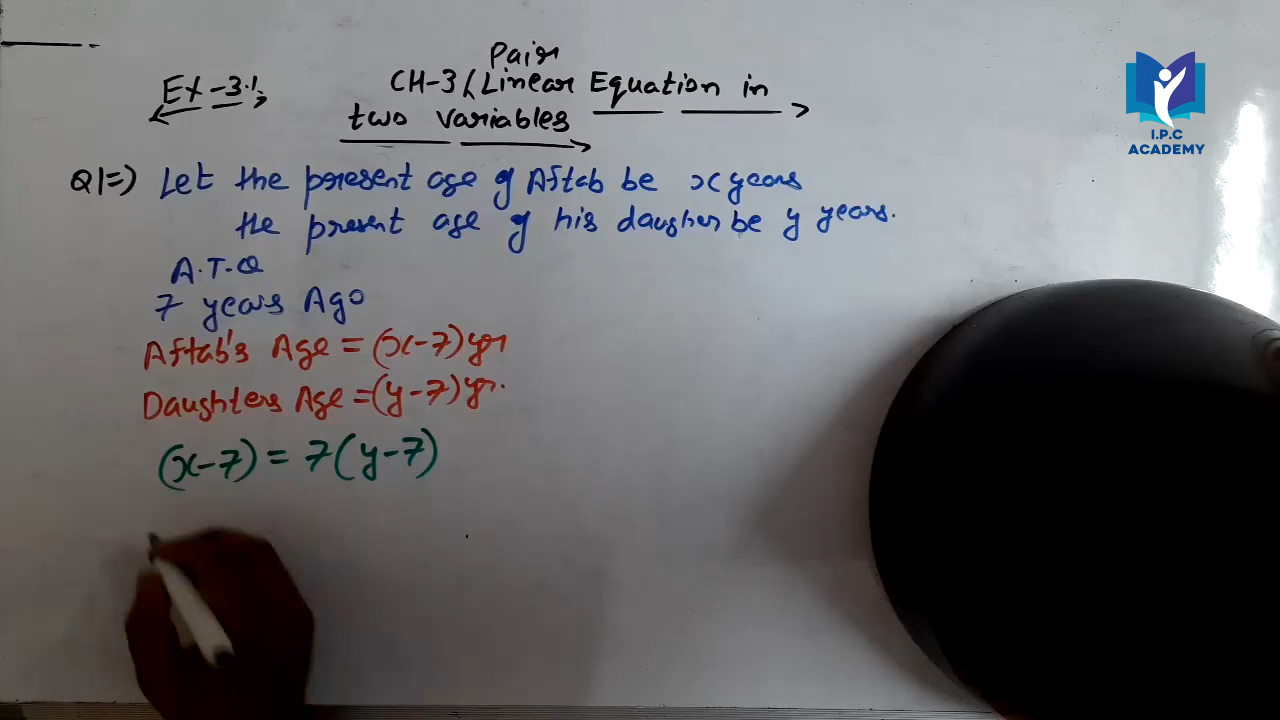 Ex-3.1.
Pair
CH-3 (Linear Equation in
two variables
Q1=) Let the present age of Aftab be x years
the present age of his daugher be y years.
A.T-Q
7 years Ago
Aftab's Age = (x-7) yr
Daughters Age = (y-7) yr.
(x-7) = 7(y-7)
I.P.C
ACADEMY